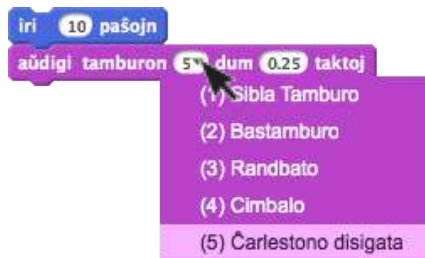 iri 10 paŝojn
aŭdigi tamburon 5 dum 0.25 taktoj
(1) Sibla Tamburo
(2) Bastamburo
(3) Randbato
(4) Cimbalo
(5) Ĉarlestono disigata